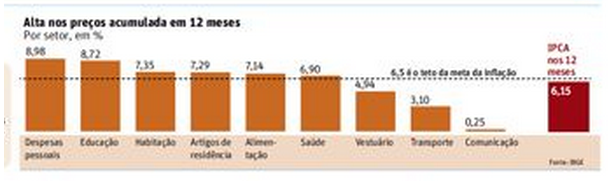 Alta nos preços acumulada em 12 meses
Por setor, em %
8,98
8,72
7,35
7,29
7,14
6,90
4,94
3,10
0,25
6,5 é o teto da meta da inflação
IPCA
nos 12
meses
6,15
Despesas
pessoais
Educação
Habitação
Artigos de
residência
Alimen-
tação
Saúde
Vestuário
Transporte
Comunicação
Fonte: IBGE